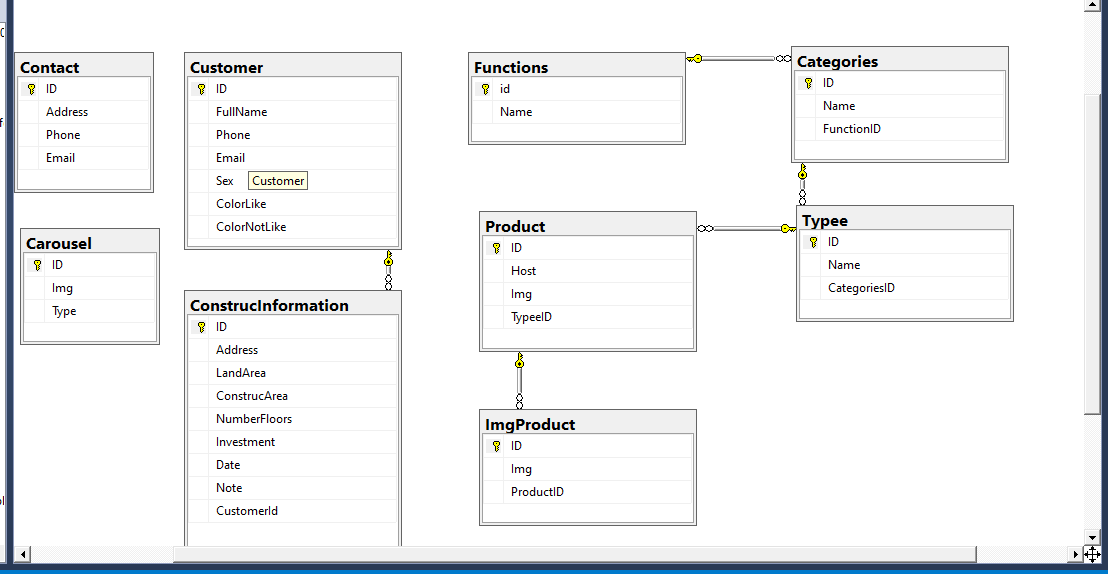 Contact
ID
Address
Phone
Email
Customer
ID
FullName
Phone
Email
Sex
Customer
ColorLike
ColorNotLike
Functions
id
Name
Categories
ID
Name
FunctionID
Carousel
ID
Img
Type
Product
ID
Host
Img
TypeeID
Typee
ID
Name
CategoriesID
ConstrucInformation
ID
Address
LandArea
ConstrucArea
NumberFloors
Investment
Date
Note
CustomerId
ImgProduct
ID
Img
ProductID